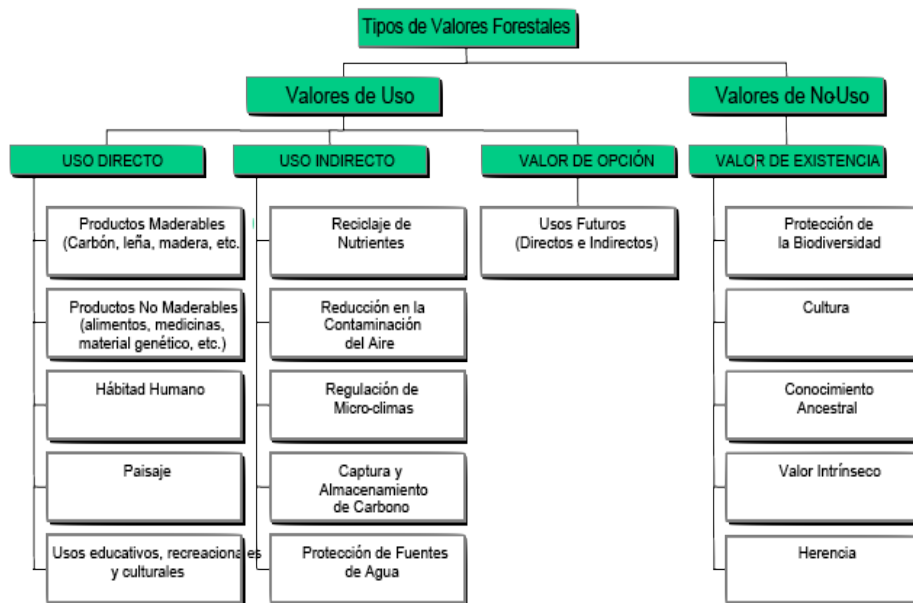 Tipos de Valores Forestales
Valores de Uso
Valores de No-Uso
USO DIRECTO
USO INDIRECTO
VALOR DE OPCIÓN
VALOR DE EXISTENCIA
Productos Maderables
(Carbón, leña, madera, etc.
Productos No Maderables
(alimentos, medicinas,
material genético, etc.)
Hábitad Humano
Paisaje
Usos educativos, recreacionales
y culturales
Reciclaje de
Nutrientes
Reducción en la
Contaminación
del Aire
Regulación de
Micro-climas
Captura y
Almacenamiento
de Carbono
Protección de Fuentes
de Agua
Usos Futuros
(Directos e Indirectos)
Protección de
la Biodiversidad
Cultura
Conocimiento
Ancestral
Valor Intrínseco
Herencia